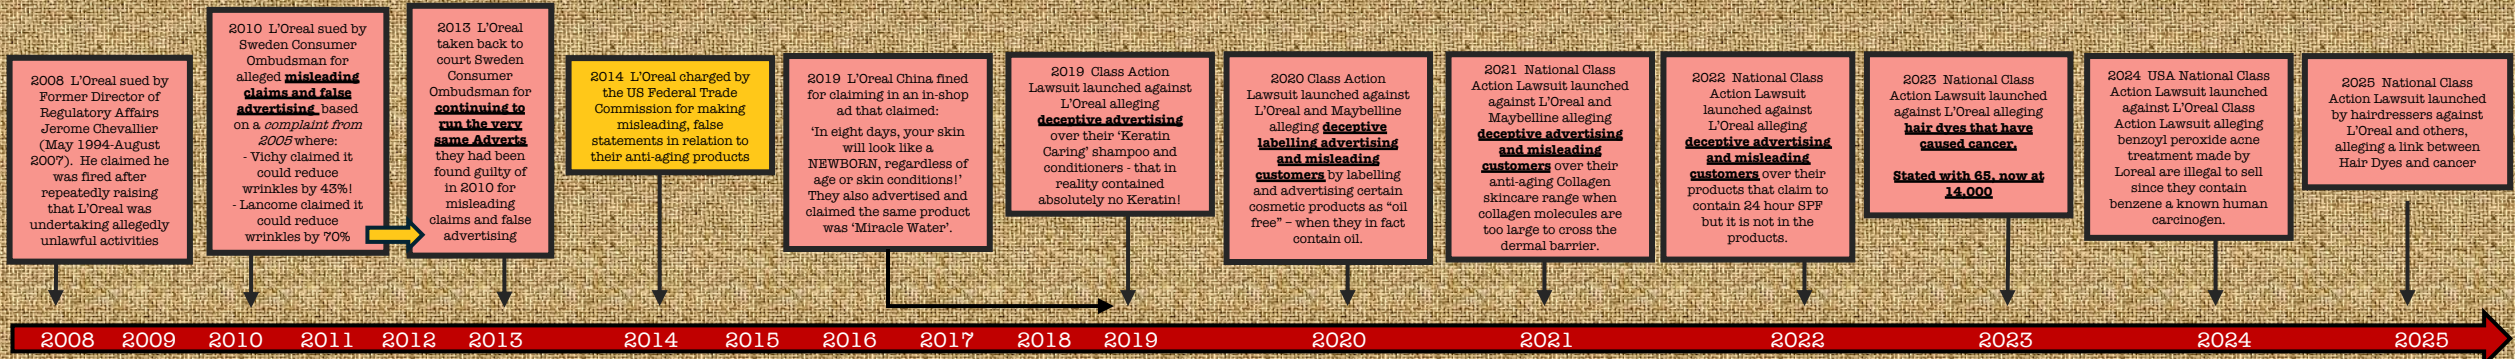 2008 L'Oreal sued by
Former Director of
Regulatory Affairs
Jerome Chevallier
(May 1994-August
2007). He claimed he
was fired after
repeatedly raising
that L'Oreal was
undertaking allegedly
unlawful activities
2010 L'Oreal sued by
Sweden Consumer
Ombudsman for
alleged misleading
claims and false
advertising based
on a complaint from
2005 where:
- Vichy claimed it
could reduce
wrinkles by 43%!
- Lancome claimed it
could reduce
wrinkles by 70%
2013 L'Oreal
taken back to
court Sweden
Consumer
Ombudsman for
continuing to
run the very
same Adverts
they had been
found guilty of
in 2010 for
misleading
claims and false
advertising
2014 L'Oreal charged by
the US Federal Trade
Commission for making
misleading, false
statements in relation to
their anti-aging products
2019 L'Oreal China fined
for claiming in an in-shop
ad that claimed:
'In eight days, your skin
will look like a
NEWBORN, regardless of
age or skin conditions!'
They also advertised and
claimed the same product
was 'Miracle Water'.
2019 Class Action
Lawsuit launched against
L'Oreal alleging
deceptive advertising
over their 'Keratin
Caring' shampoo and
conditioners - that in
reality contained
absolutely no Keratin!
2020 Class Action
Lawsuit launched against
L'Oreal and Maybelline
alleging deceptive
labelling advertising
and misleading
customers by labelling
and advertising certain
cosmetic products as "oil
free" – when they in fact
contain oil.
2021 National Class
Action Lawsuit launched
against L'Oreal and
Maybelline alleging
deceptive advertising
and misleading
customers over their
anti-aging Collagen
skincare range when
collagen molecules are
too large to cross the
dermal barrier.
2022 National Class
Action Lawsuit
launched against
L'Oreal alleging
deceptive advertising
and misleading
customers over their
products that claim to
contain 24 hour SPF
but it is not in the
products.
2023 National Class
Action Lawsuit launched
against L'Oreal alleging
hair dyes that have
caused cancer.
Stated with 65, now at
14,000
2024 USA National Class
Action Lawsuit launched
against L'Oreal Class
Action Lawsuit alleging
benzoyl peroxide acne
treatment made by
Loreal are illegal to sell
since they contain
benzene a known human
carcinogen.
2025 National Class
Action Lawsuit launched
by hairdressers against
L'Oreal and others,
alleging a link between
Hair Dyes and cancer
2008 2009 2010 2011 2012 2013 2014 2015 2016 2017 2018 2019 2020 2021 2022 2023 2024 2025